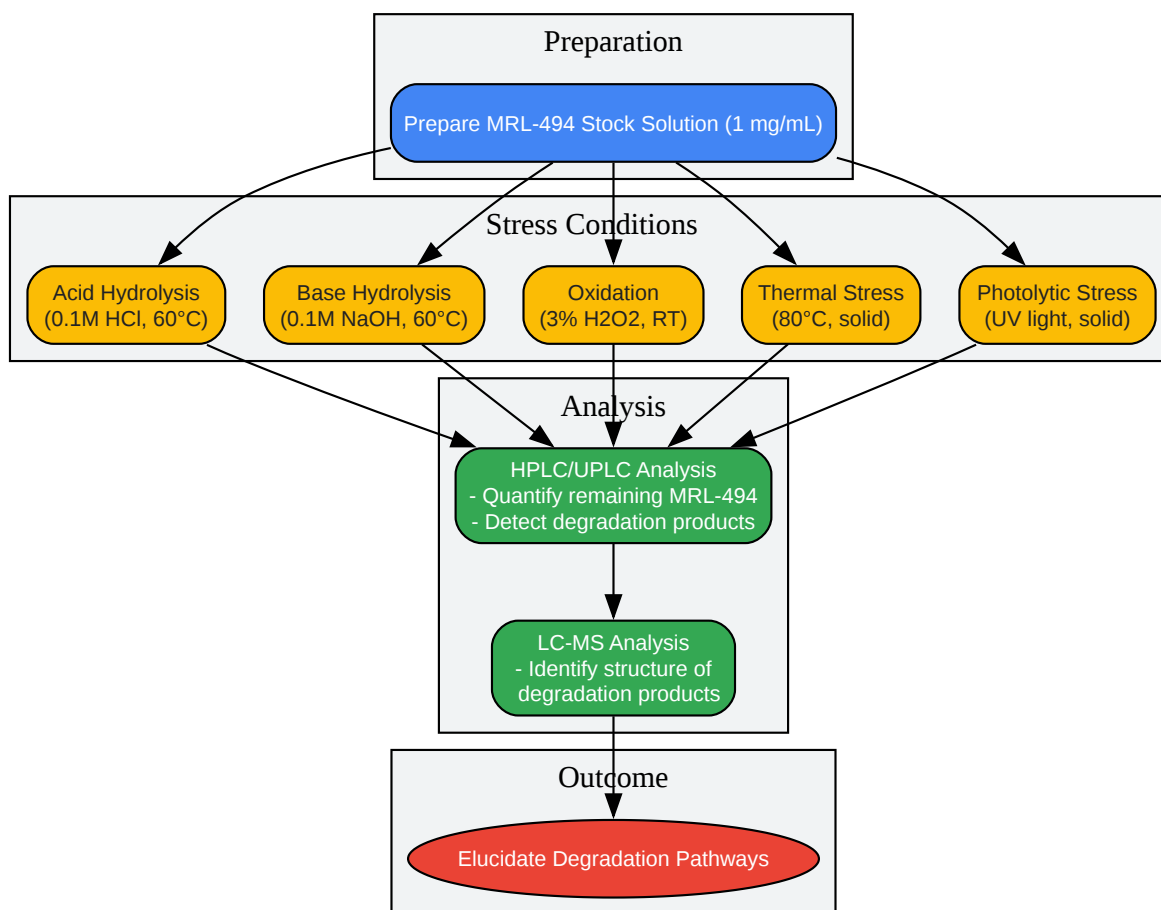 Preparation
Prepare MRL-494 Stock Solution (1 mg/mL)
Stress Conditions
Acid Hydrolysis
(0.1M HCl, 60°C)
Base Hydrolysis
(0.1M NaOH, 60°C)
Oxidation
(3% H2O2, RT)
Thermal Stress
(80°C, solid)
Photolytic Stress
(UV light, solid)
Analysis
HPLC/UPLC Analysis
- Quantify remaining MRL-494
- Detect degradation products
LC-MS Analysis
- Identify structure of
degradation products
Outcome
Elucidate Degradation Pathways